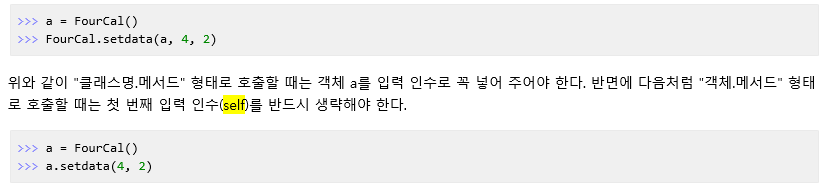 >>> a = FourCal()
>>> FourCal.setdata(a, 4, 2)
위와 같이 "클래스명.메서드" 형태로 호출할 때는 객체 a를 입력 인수로 꼭 넣어 주어야 한다. 반면에 다음처럼 "객체.메서드" 형태
로 호출할 때는 첫 번째 입력 인수(self)를 반드시 생략해야 한다.
>>> a = FourCal()
>>> a.setdata(4, 2)